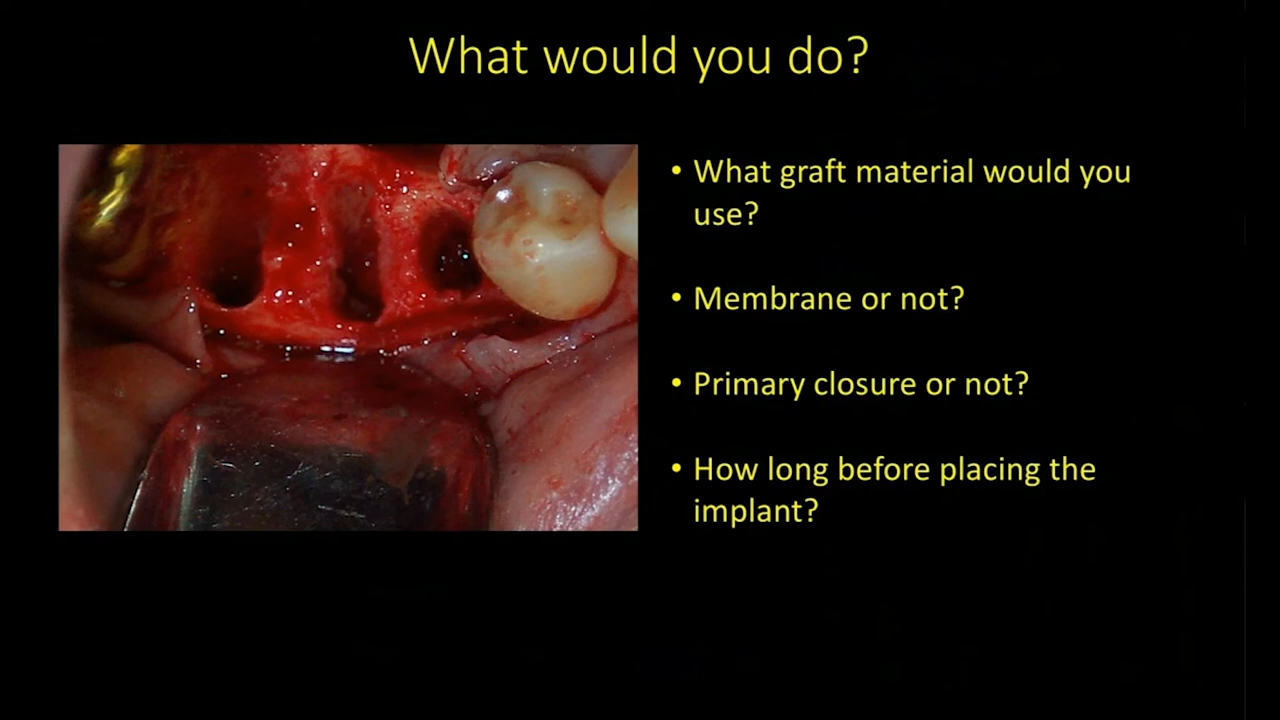 What would you do?
• What graft material would you
use?
• Membrane or not?
• Primary closure or not?
• How long before placing the
implant?